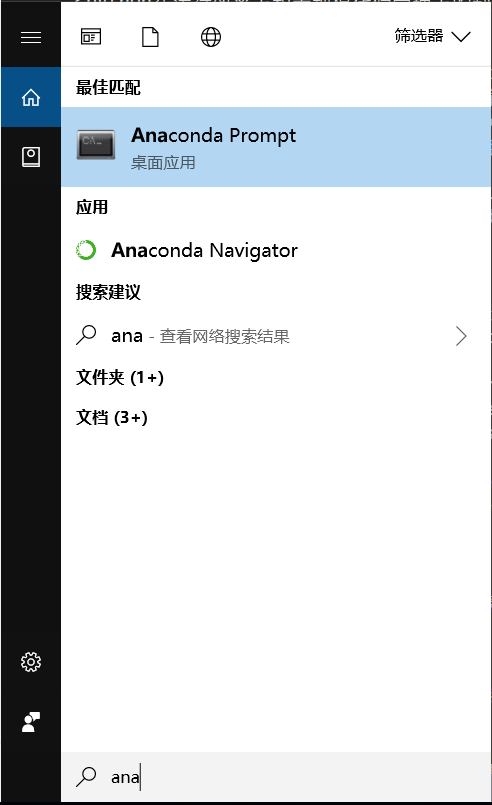 筛选器
最佳匹配
Anaconda Prompt
桌面应用
应用
Anaconda Navigator
搜索建议
ana - 查看网络搜索结果
文件夹 (1+)
文档 (3+)
ana